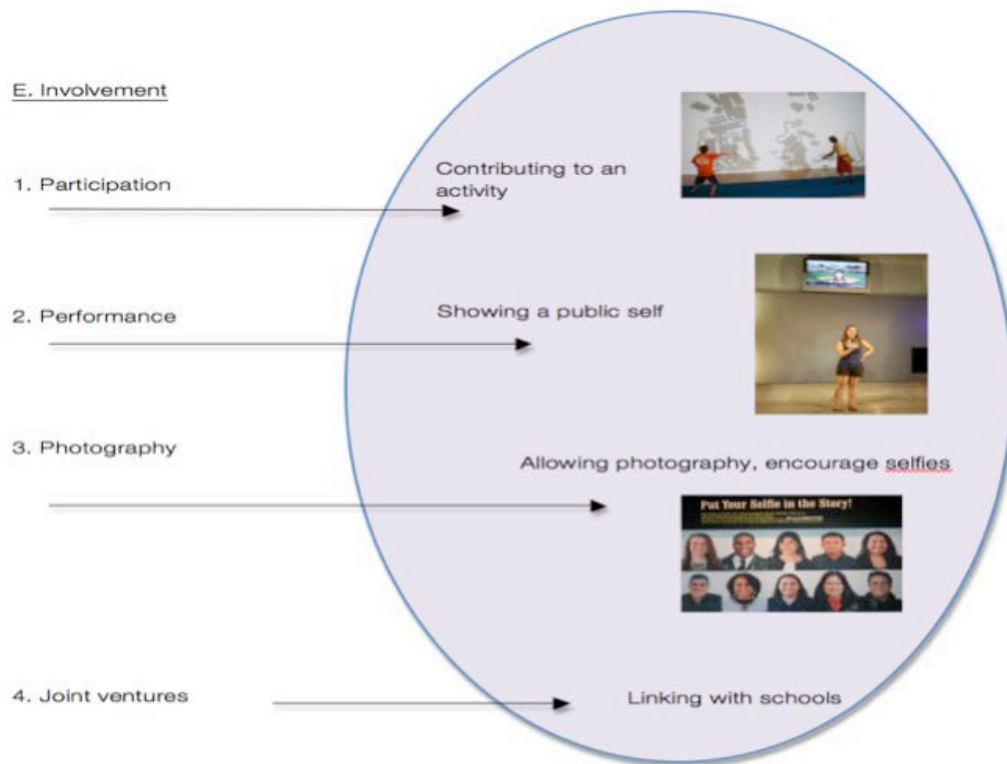 E. Involvement
1. Participation
Contributing to an
activity
2. Performance
Showing a public self
3. Photography
Allowing photography, encourage selfies
Put Your Selfie in the Story!
4. Joint ventures
Linking with schools